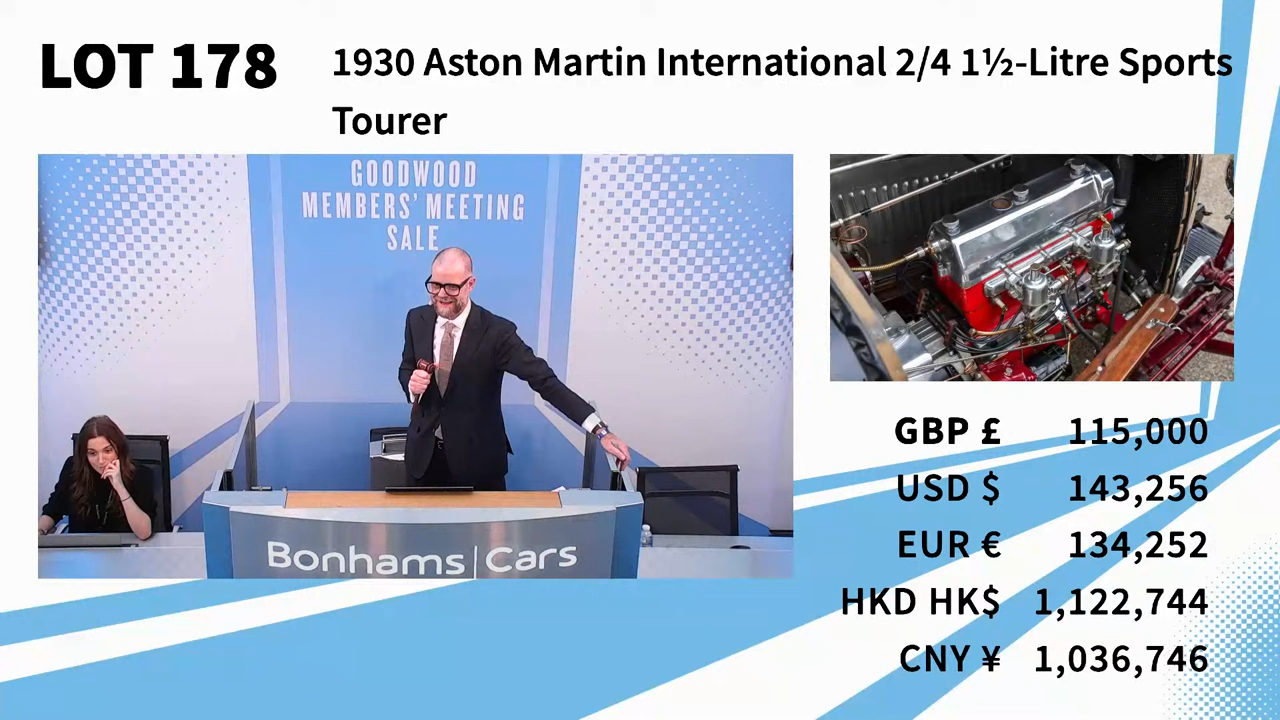 LOT 178
1930 Aston Martin International 2/4 1½-Litre Sports
Tourer
GOODWOOD
MEMBERS' MEETING
SALE
Bonhams|Cars
GBP £ 115,000
USD $ 143,256
EUR € 134,252
HKD HK$ 1,122,744
CNY ¥ 1,036,746